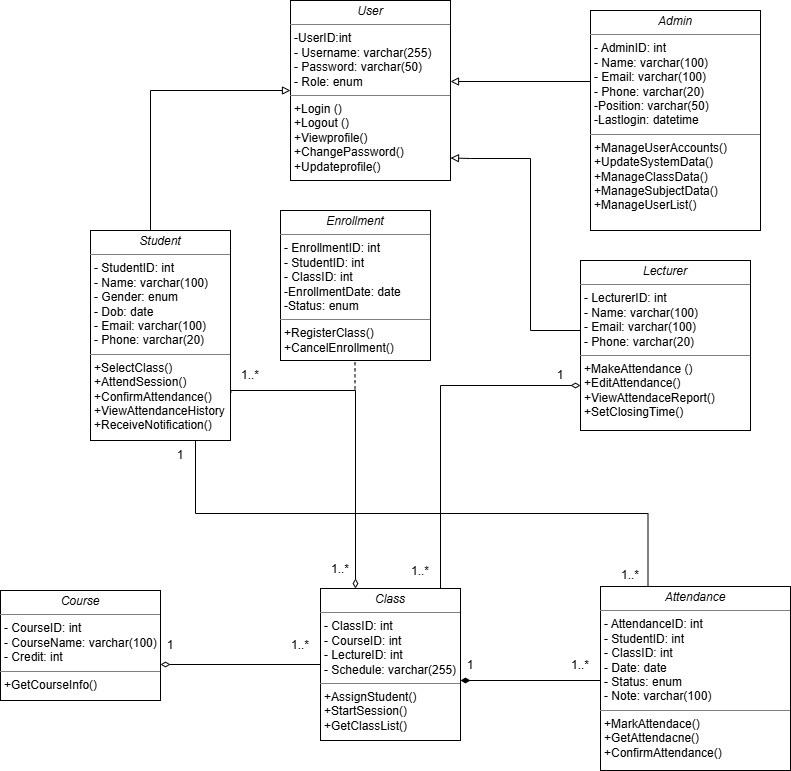 User
-UserID:int
- Username: varchar(255)
- Password: varchar(50)
- Role: enum
+Login ()
+Logout ()
+Viewprofile()
+ChangePassword()
+Updateprofile()
Admin
- AdminID: int
- Name: varchar(100)
- Email: varchar(100)
- Phone: varchar(20)
-Position: varchar(50)
-Lastlogin: datetime
+ManageUserAccounts()
+UpdateSystemData()
+ManageClassData()
+ManageSubjectData()
+ManageUserList()
Student
- StudentID: int
- Name: varchar(100)
- Gender: enum
- Dob: date
- Email: varchar(100)
- Phone: varchar(20)
+SelectClass()
+AttendSession()
+ConfirmAttendance()
+ViewAttendanceHistory
+ReceiveNotification()
Enrollment
- EnrollmentID: int
- StudentID: int
- ClassID: int
-EnrollmentDate: date
-Status: enum
+RegisterClass()
+CancelEnrollment()
Lecturer
- LecturerID: int
- Name: varchar(100)
- Email: varchar(100)
- Phone: varchar(20)
+MakeAttendance ()
+EditAttendance()
+ViewAttendaceReport()
+SetClosingTime()
1..*
1
1
1..*
1..*
1..*
Course
- CourseID: int
- CourseName: varchar(100)
- Credit: int
+GetCourseInfo()
1
1..*
Class
- ClassID: int
- CourseID: int
- LectureID: int
- Schedule: varchar(255)
+AssignStudent()
+StartSession()
+GetClassList()
1
1..*
Attendance
- AttendanceID: int
- StudentID: int
- ClassID: int
- Date: date
- Status: enum
- Note: varchar(100)
+MarkAttendace()
+GetAttendacne()
+ConfirmAttendance()